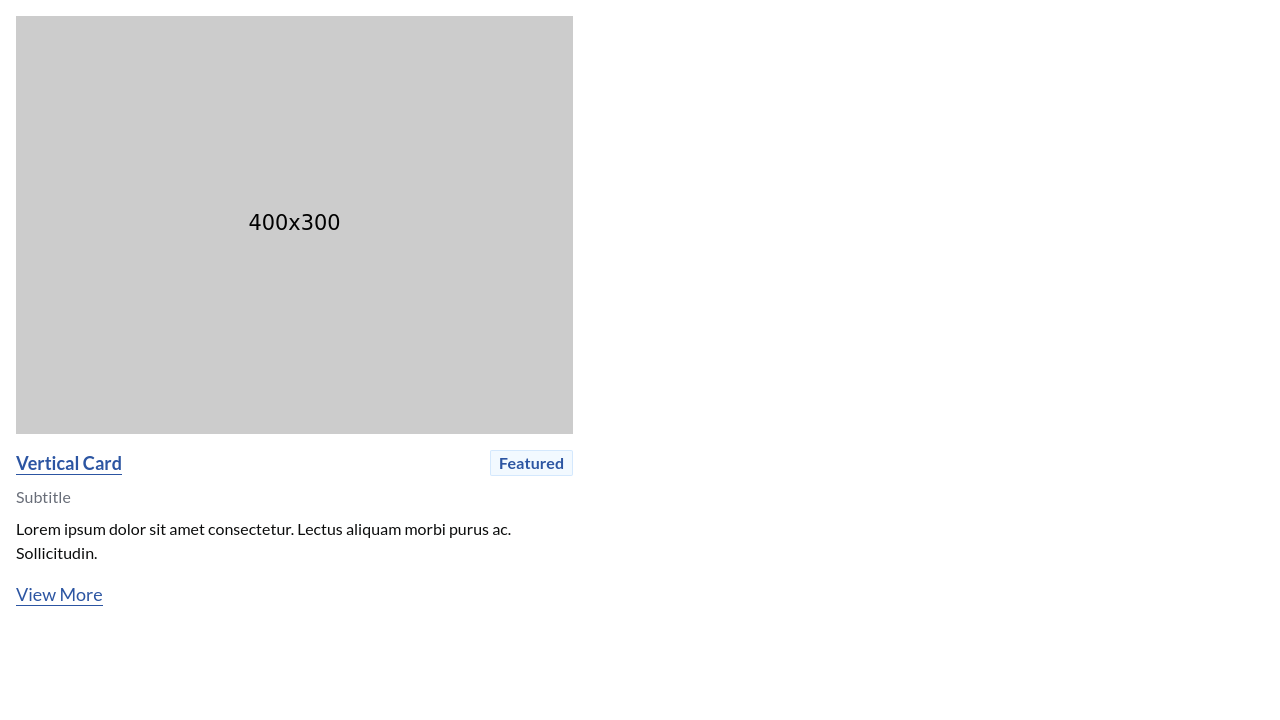 400x300
Vertical Card
Featured
Subtitle
Lorem ipsum dolor sit amet consectetur. Lectus aliquam morbi purus ac.
Sollicitudin.
View More